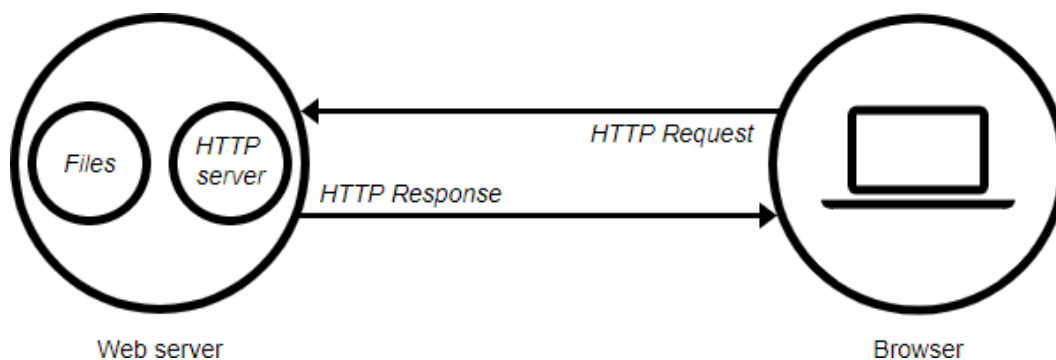 HTTP Request
Files
HTTP
server
HTTP Response
Web server
Browser